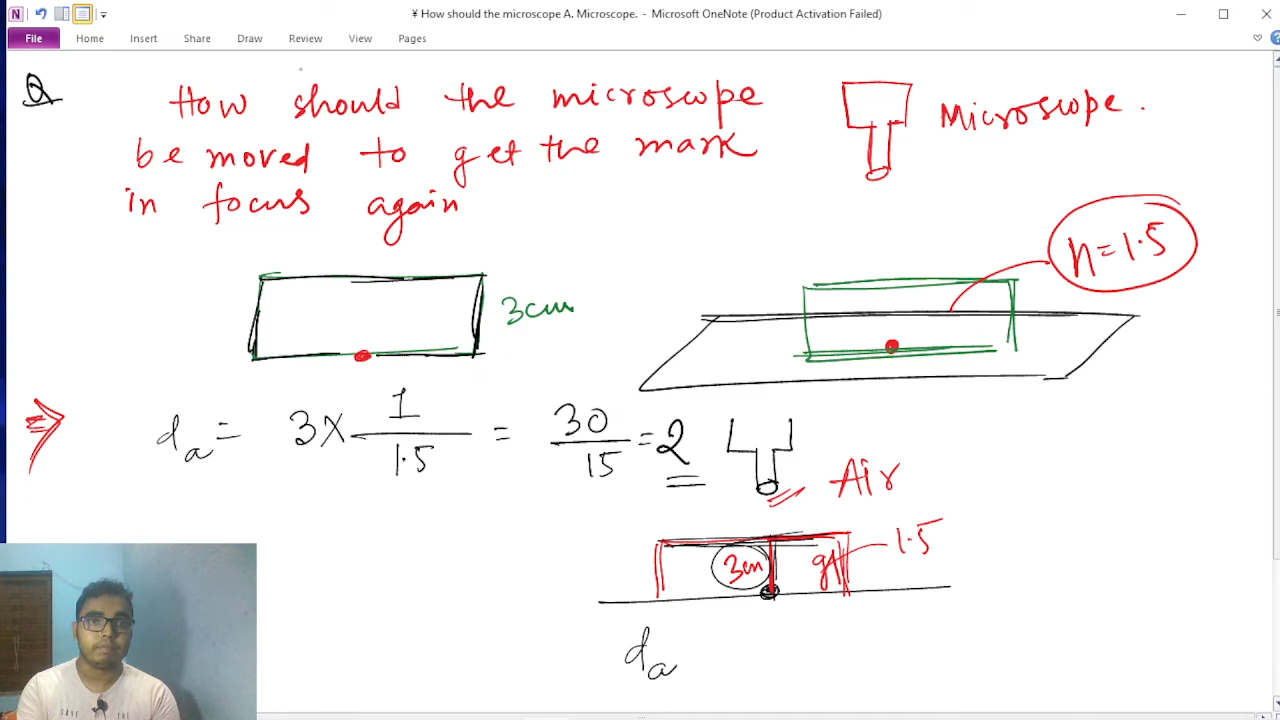 ¥ How should the microscope A. Microscope. - Microsoft OneNote (Product Activation Failed)
File Home Insert Share Draw Review View Pages
Q How should the microscope
be moved to get the mark
in focus again
Microscope.
n=1.5
3cm
da = 3 X 1/1.5 = 30/15 = 2
Air
3cm
1.5
da
SAVE THE